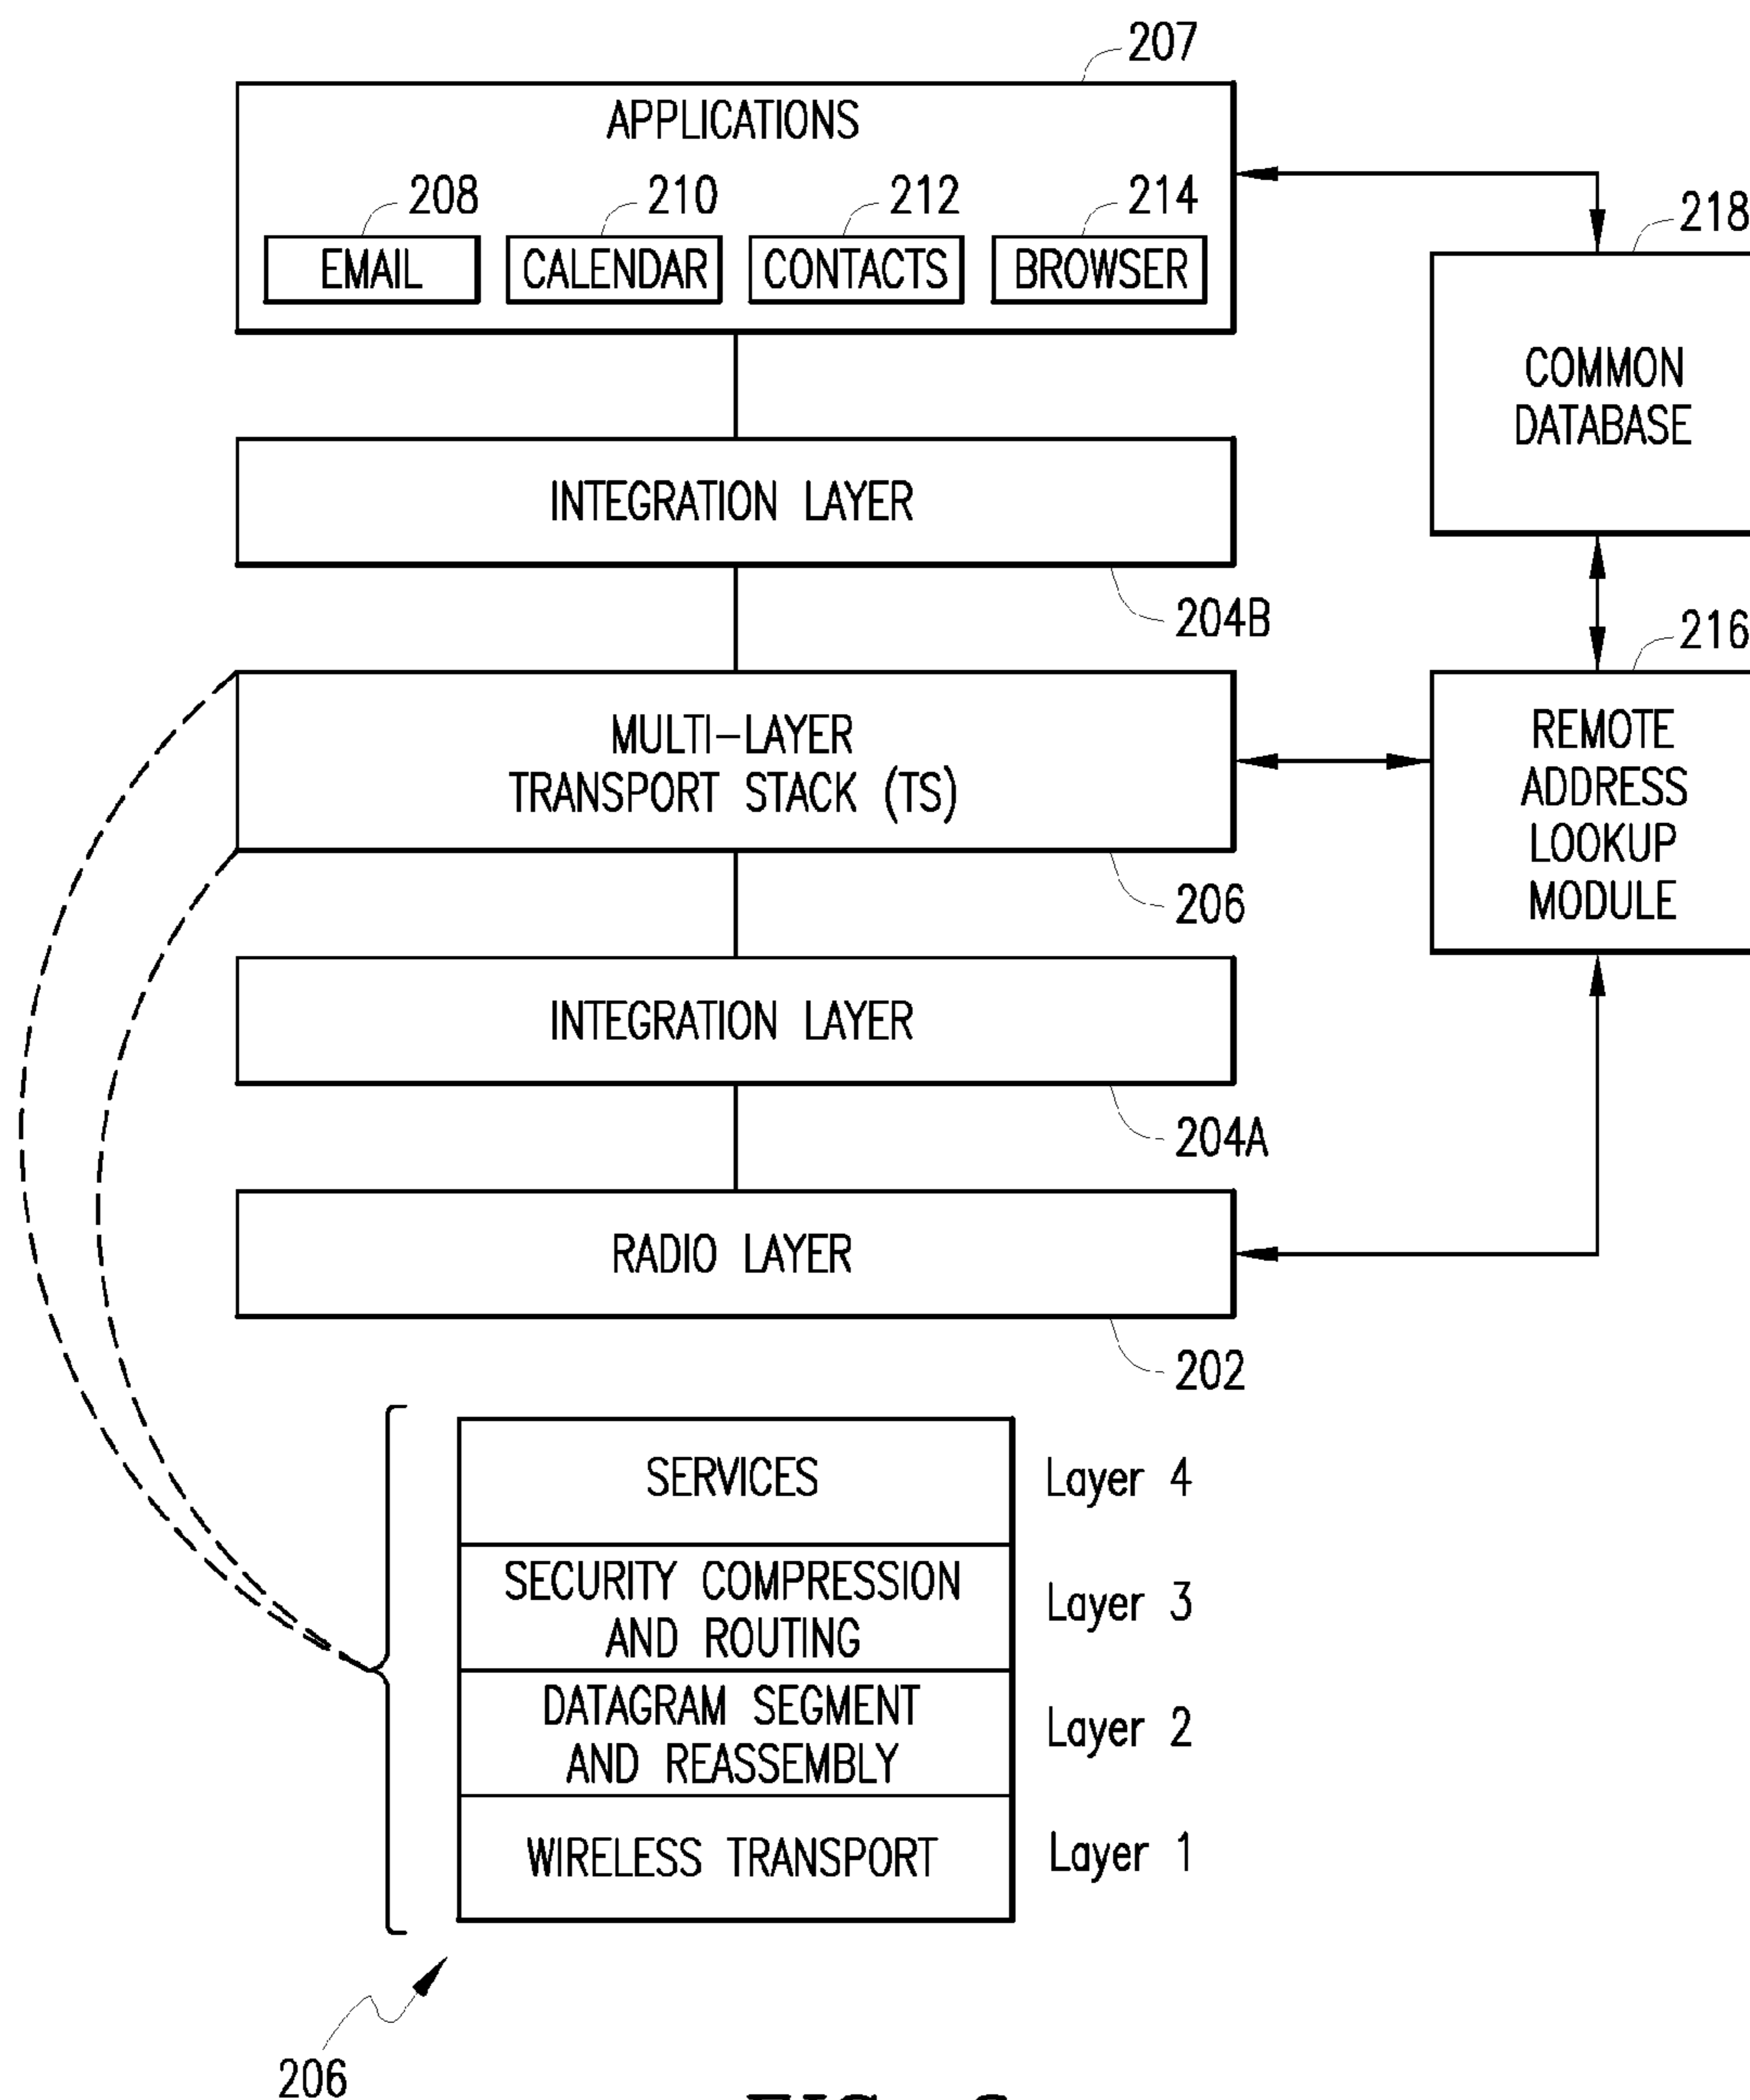 207
APPLICATIONS
208
210
212
214
EMAIL
CALENDAR
CONTACTS
BROWSER
218
COMMON
DATABASE
INTEGRATION LAYER
204B
216
MULTI-LAYER
TRANSPORT STACK (TS)
206
REMOTE
ADDRESS
LOOKUP
MODULE
INTEGRATION LAYER
204A
RADIO LAYER
202
SERVICES
Layer 4
SECURITY COMPRESSION
AND ROUTING
Layer 3
DATAGRAM SEGMENT
AND REASSEMBLY
Layer 2
WIRELESS TRANSPORT
Layer 1
206